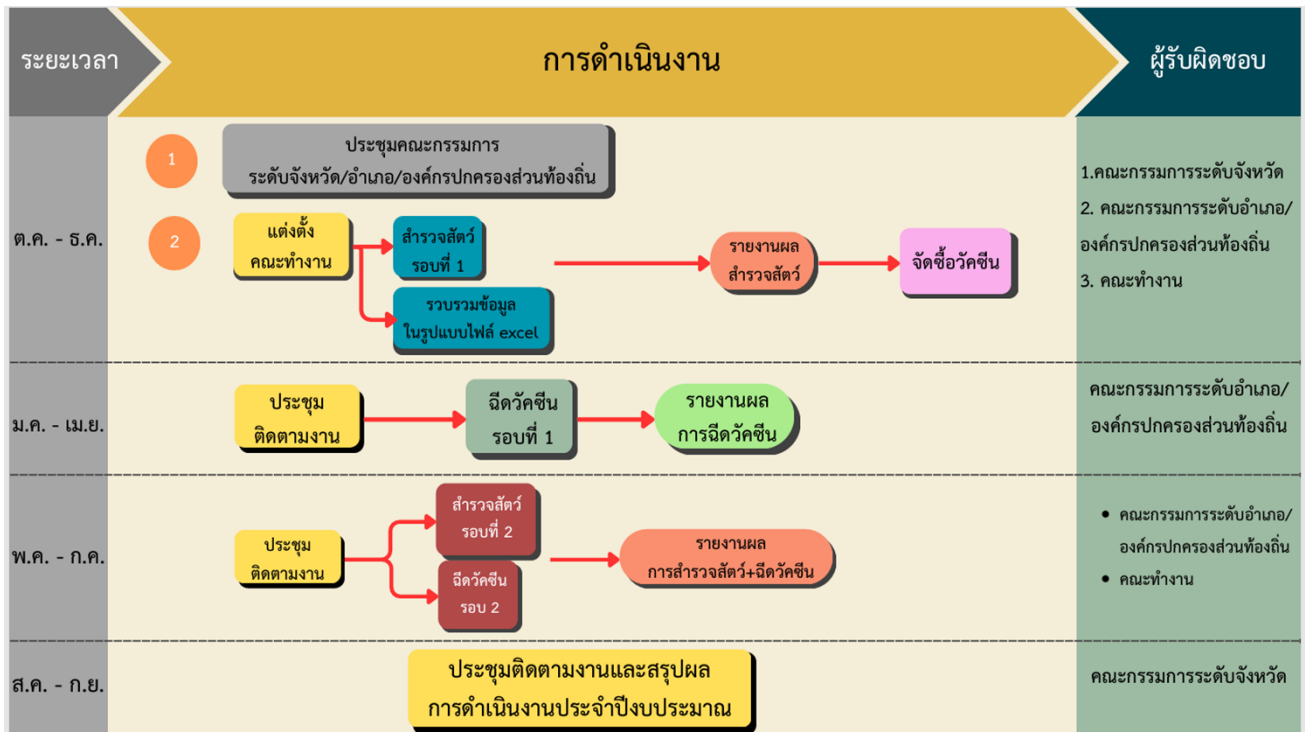 ระยะเวลา
การดำเนินงาน
ผู้รับผิดชอบ
ต.ค. - ธ.ค.
1
ประชุมคณะกรรมการ
ระดับจังหวัด/อำเภอ/องค์กรปกครองส่วนท้องถิ่น
2
แต่งตั้ง
คณะทำงาน
สำรวจสัตว์
รอบที่ 1
รวบรวมข้อมูล
ในรูปแบบไฟล์ excel
รายงานผล
สำรวจสัตว์
จัดซื้อวัคซีน
1.คณะกรรมการระดับจังหวัด
2. คณะกรรมการระดับอำเภอ/
องค์กรปกครองส่วนท้องถิ่น
3. คณะทำงาน
ม.ค. - เม.ย.
ประชุม
ติดตามงาน
ฉีดวัคซีน
รอบที่ 1
รายงานผล
การฉีดวัคซีน
คณะกรรมการระดับอำเภอ/
องค์กรปกครองส่วนท้องถิ่น
พ.ค. - ก.ค.
ประชุม
ติดตามงาน
สำรวจสัตว์
รอบที่ 2
ฉีดวัคซีน
รอบ 2
รายงานผล
การสำรวจสัตว์+ฉีดวัคซีน
• คณะกรรมการระดับอำเภอ/
องค์กรปกครองส่วนท้องถิ่น
• คณะทำงาน
ส.ค. - ก.ย.
ประชุมติดตามงานและสรุปผล
การดำเนินงานประจำปีงบประมาณ
คณะกรรมการระดับจังหวัด